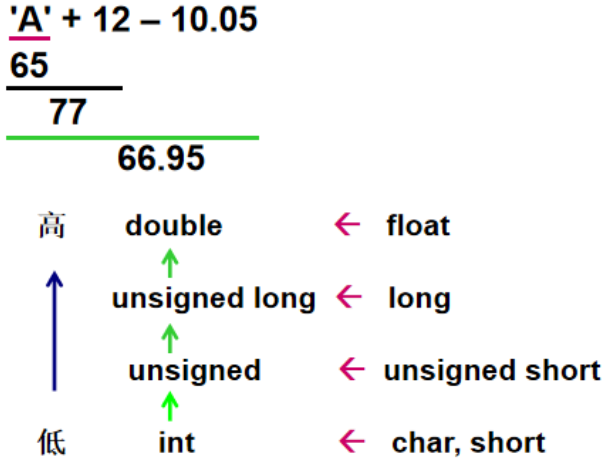 'A' + 12 – 10.05
65
77
66.95
高 double ← float
unsigned long ← long
unsigned ← unsigned short
低 int ← char, short